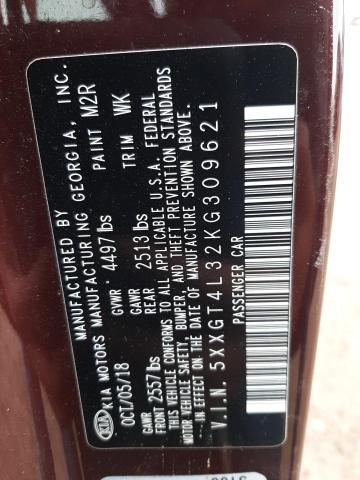 MANUFACTURED BY
KIA KIA MOTORS MANUFACTURING GEORGIA, INC.
OCT/05/18 GVWR 4497lbs PAINT M2R
GAWR FRONT 2557lbs GAWR REAR 2513lbs TRIM WK
THIS VEHICLE CONFORMS TO ALL APPLICABLE U.S.A. FEDERAL
MOTOR VEHICLE SAFETY, BUMPER, AND THEFT PREVENTION STANDARDS
IN EFFECT ON THE DATE OF MANUFACTURE SHOWN ABOVE.
V.I.N. 5XXGT4L32KG309621
PASSENGER CAR